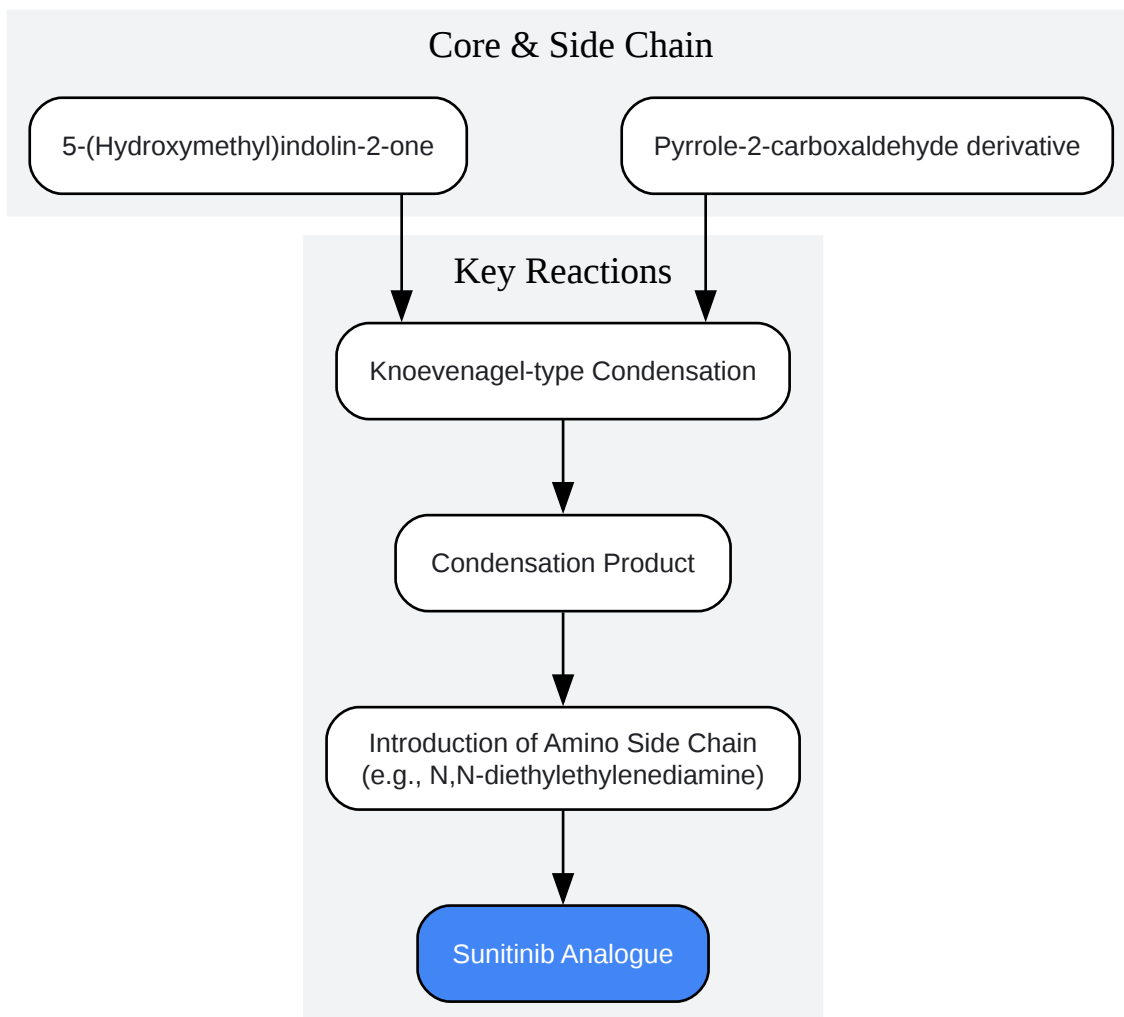 Core & Side Chain
5-(Hydroxymethyl)indolin-2-one
Pyrrole-2-carboxaldehyde derivative
Key Reactions
Knoevenagel-type Condensation
Condensation Product
Introduction of Amino Side Chain
(e.g., N,N-diethylethylenediamine)
Sunitinib Analogue